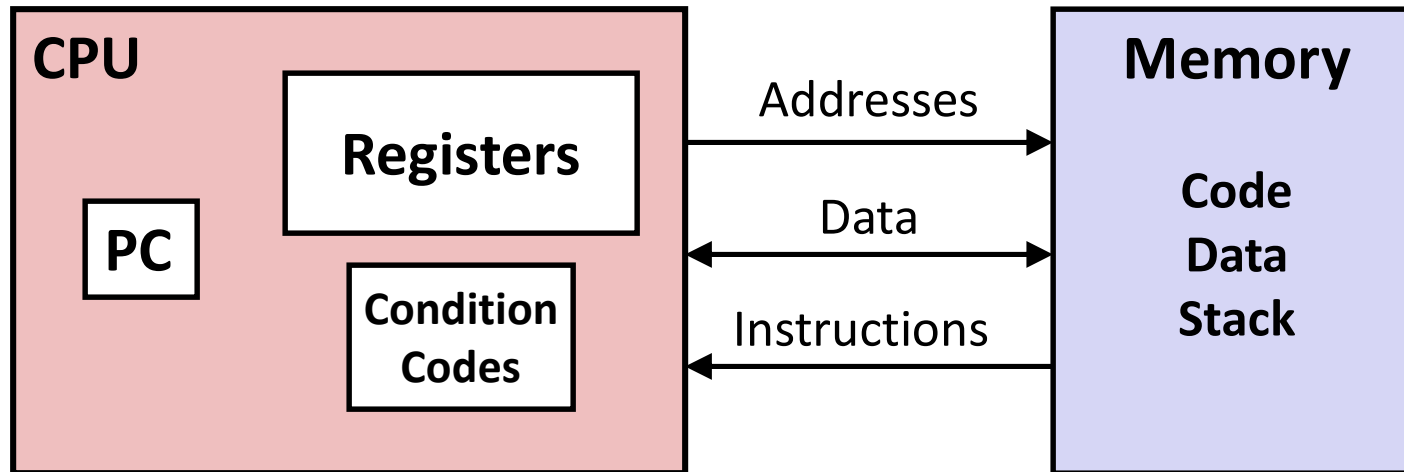 CPU
Registers
PC
Condition
Codes
Addresses
Data
Instructions
Memory
Code
Data
Stack